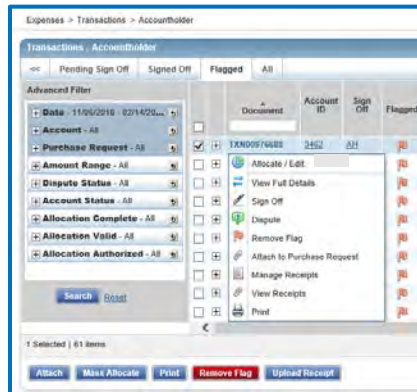 Expenses > Transactions > Accountholder
Transactions - Accountholder
<< Pending Sign Off Signed Off Flagged All
Advanced Filter
Date - 11/06/2010 - 02/14/20...
Account - All
Purchase Request - All
Amount Range - All
Dispute Status - All
Account Status - All
Allocation Complete - All
Allocation Valid - All
Allocation Authorized - All
Search Reset
Document Account ID Sign Off Flagged
TXN00976608 3462 AH
Allocate / Edit
View Full Details
Sign Off
Dispute
Remove Flag
Attach to Purchase Request
Manage Receipts
View Receipts
Print
1 Selected | 61 items
Attach Mass Allocate Print Remove Flag Upload Receipt